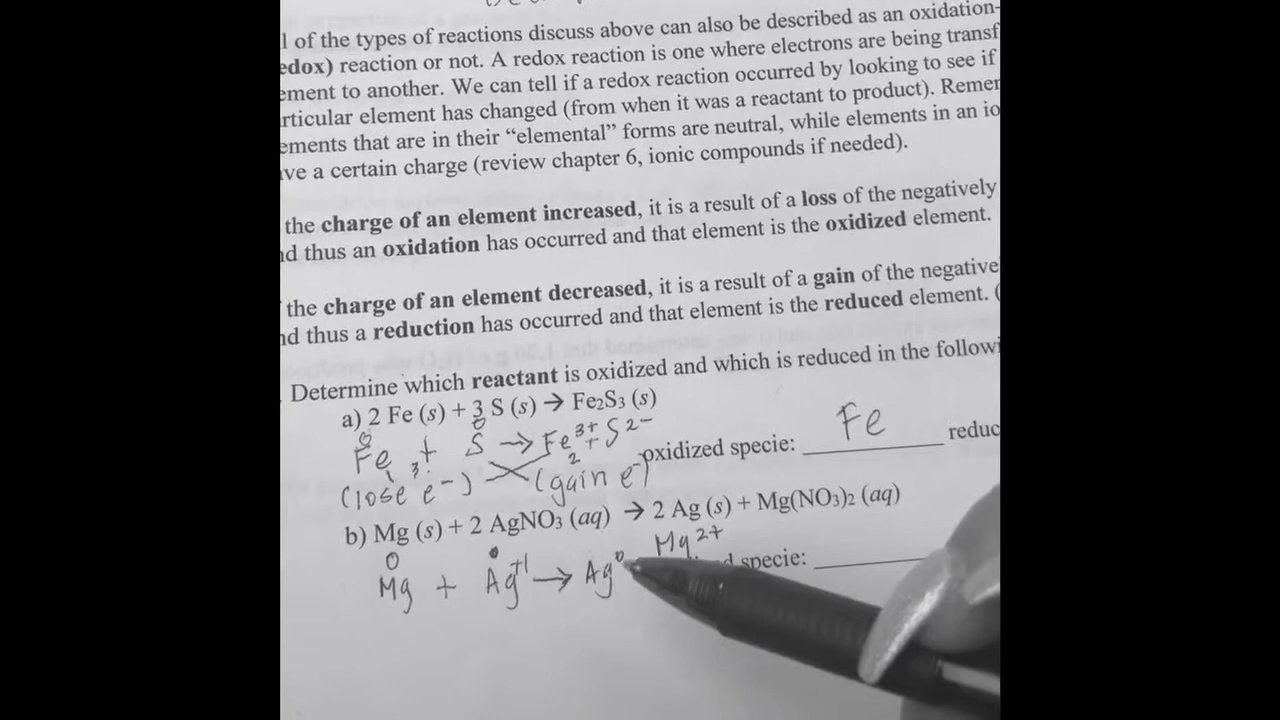 l of the types of reactions discuss above can also be described as an oxidation-
edox) reaction or not. A redox reaction is one where electrons are being transf
ement to another. We can tell if a redox reaction occurred by looking to see if
rticular element has changed (from when it was a reactant to product). Remer
ements that are in their “elemental” forms are neutral, while elements in an io
ve a certain charge (review chapter 6, ionic compounds if needed).
the charge of an element increased, it is a result of a loss of the negatively
d thus an oxidation has occurred and that element is the oxidized element.
the charge of an element decreased, it is a result of a gain of the negative
nd thus a reduction has occurred and that element is the reduced element. (
Determine which reactant is oxidized and which is reduced in the followi
a) 2 Fe (s) + 3 S (s) → Fe₂S₃ (s)
Fe⁰ + S⁰ → Fe³⁺ + S²⁻
oxidized specie: Fe reduc
(lose e⁻) (gain e⁻)
b) Mg (s) + 2 AgNO₃ (aq) → 2 Ag (s) + Mg(NO₃)₂ (aq)
Mg⁰ + Ag⁺¹ → Ag⁰ Mg²⁺
specie: